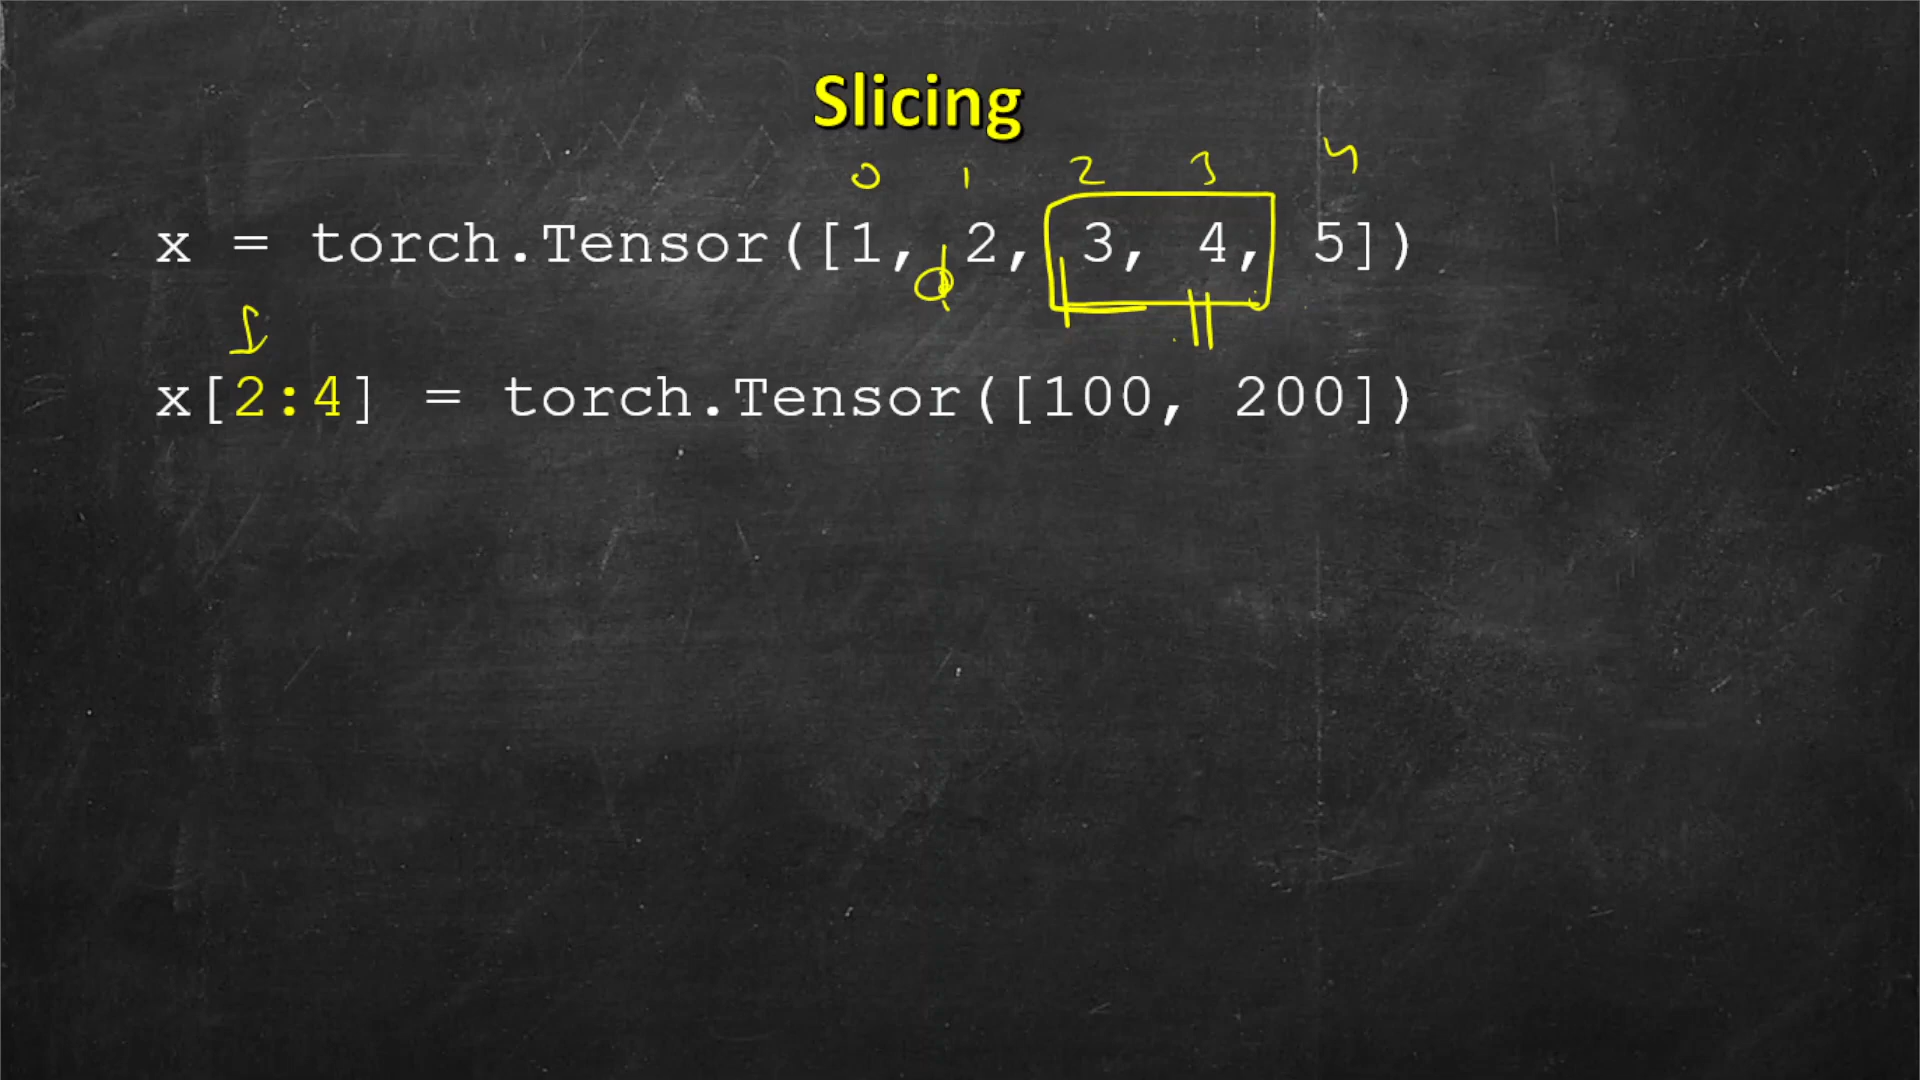 Slicing
0 1 2 3 4
x = torch.Tensor([1, 2, 3, 4, 5])
x[2:4] = torch.Tensor([100, 200])